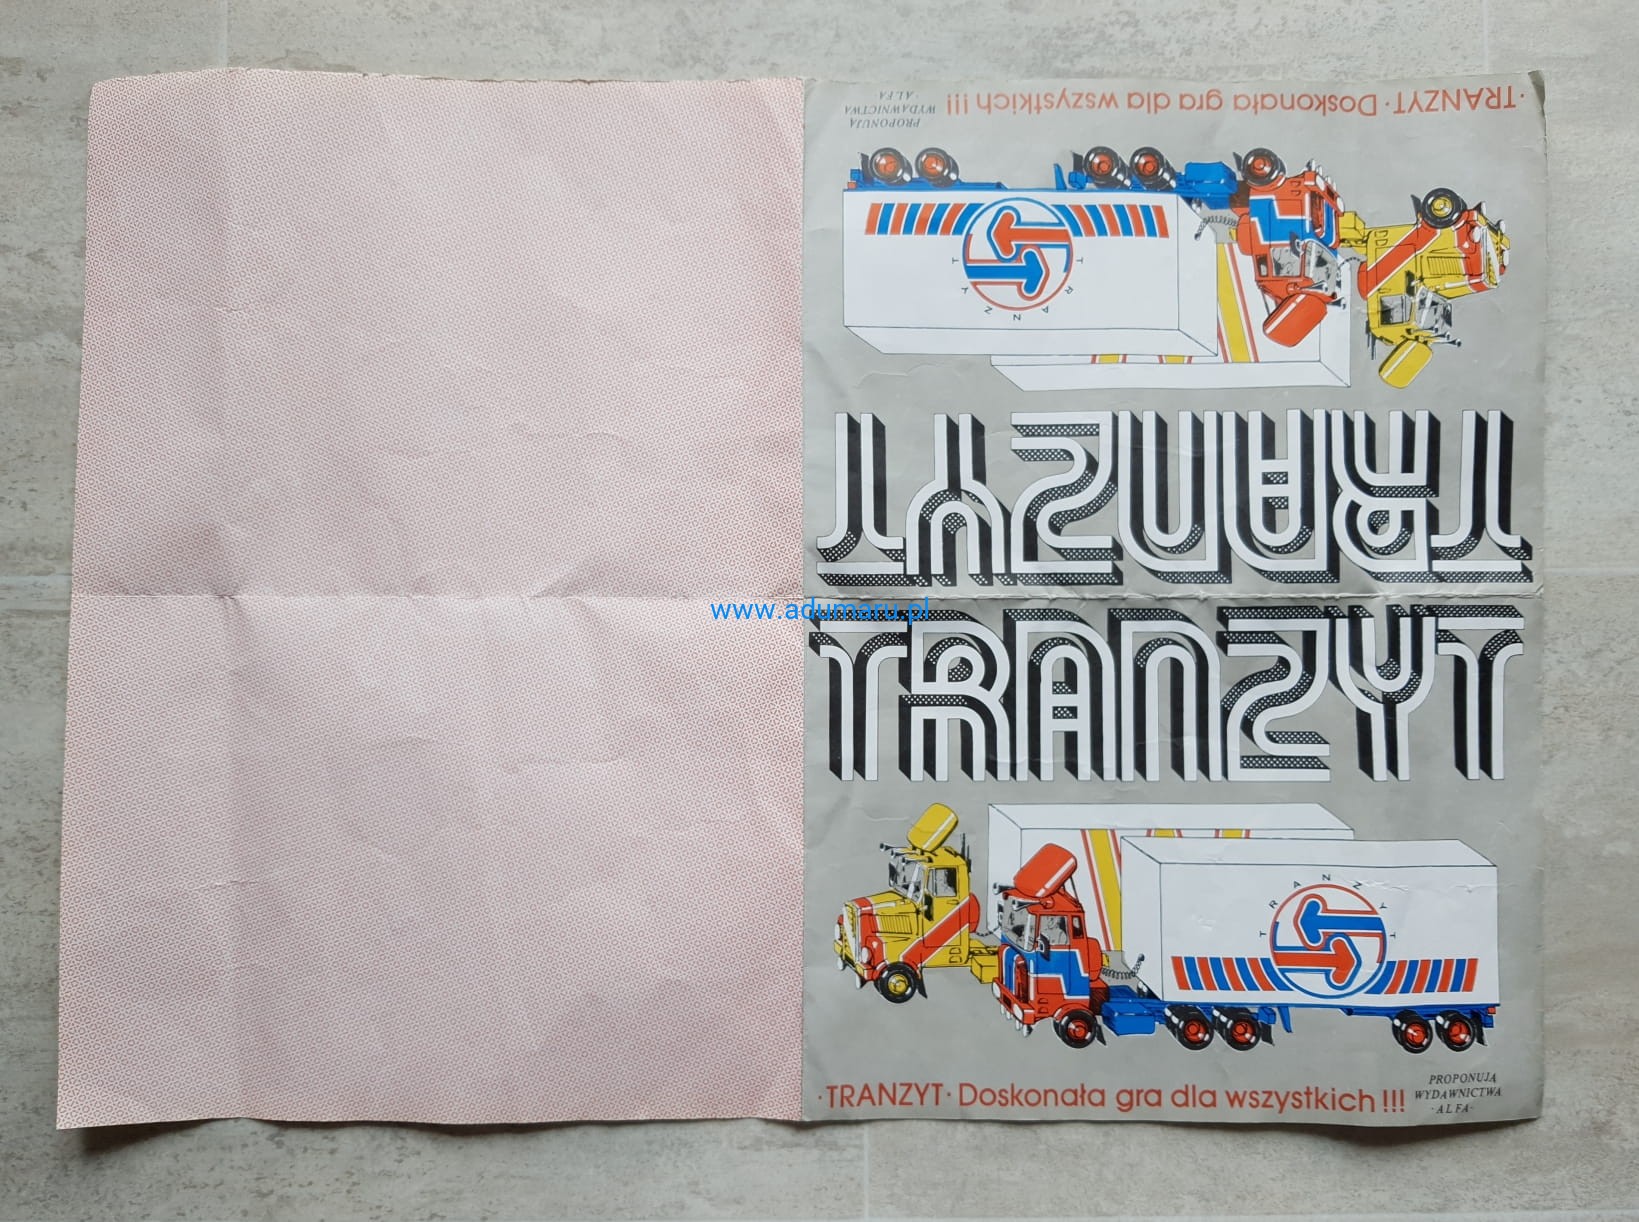 ·TRANZYT· Doskonała gra dla wszystkich !!!
PROPONUJĄ
WYDAWNICTWA
·ALFA·
TRANZYT
TRANZYT
www.adumaru.pl
TRANZYT
TRANZYT
·TRANZYT· Doskonała gra dla wszystkich !!!
PROPONUJĄ
WYDAWNICTWA
·ALFA·